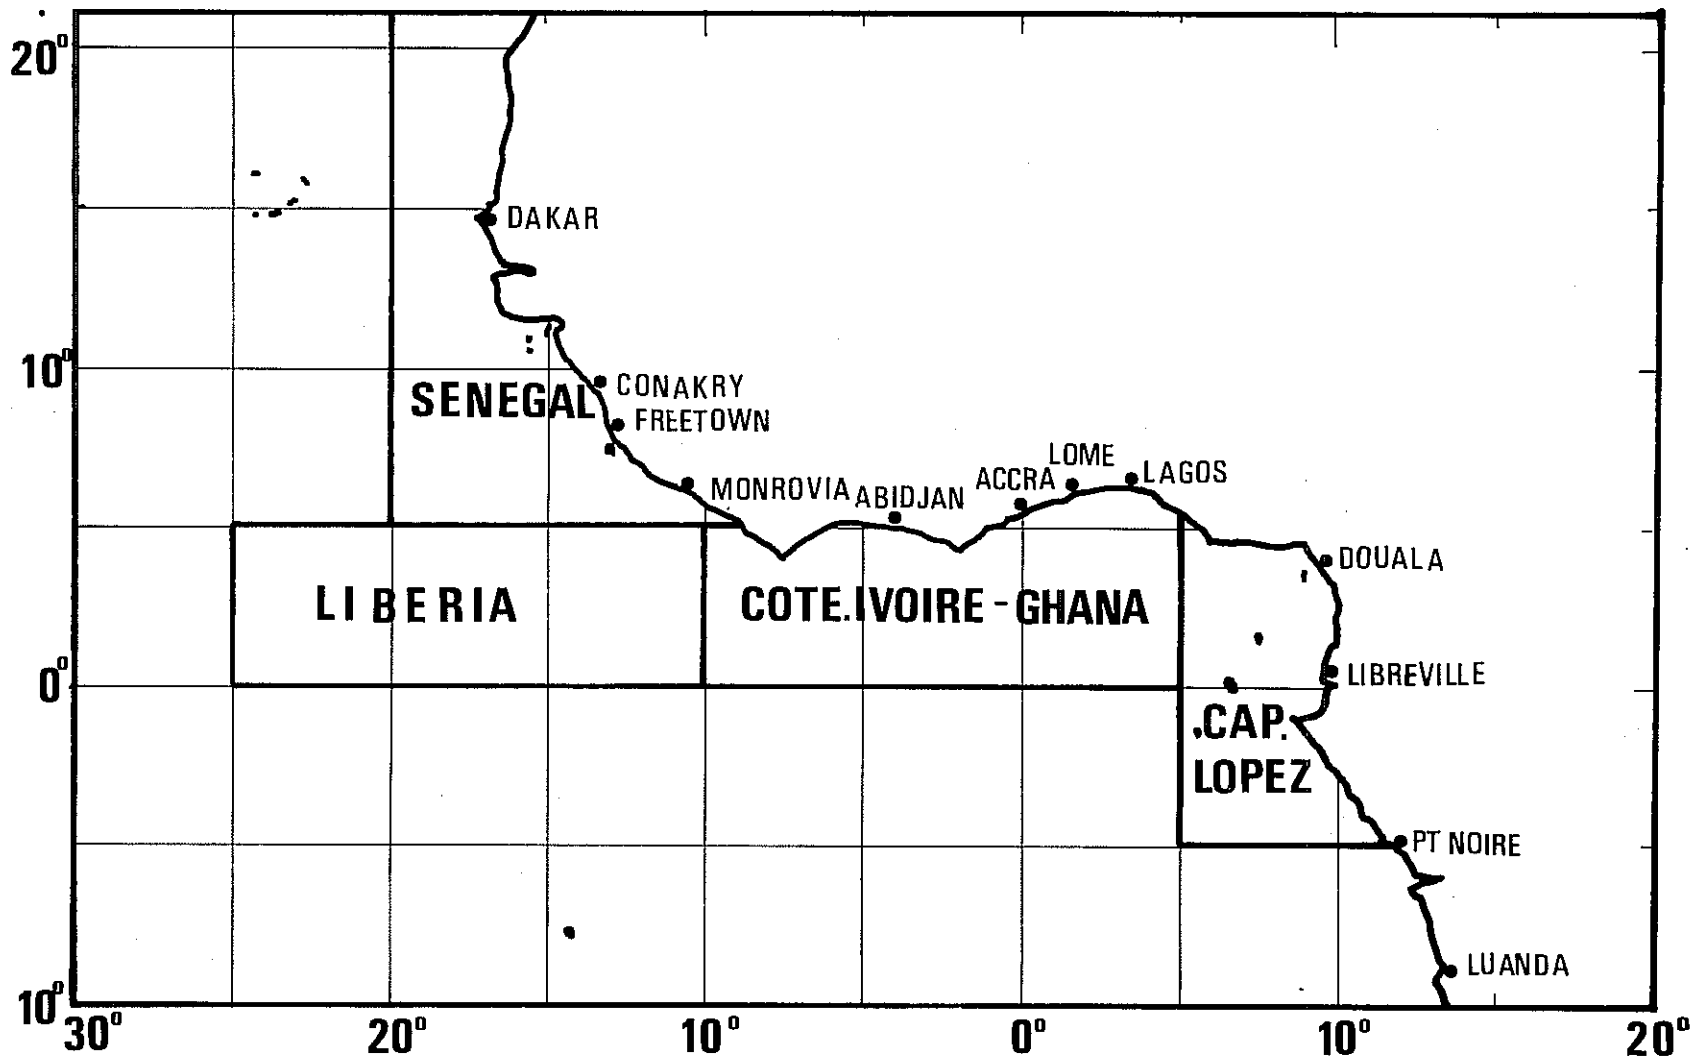 20°
DAKAR
10°
SENEGAL
CONAKRY
FREETOWN
MONROVIA
ABIDJAN
ACCRA
LOME
LAGOS
DOUALA
LIBERIA
COTE.IVOIRE - GHANA
0°
LIBREVILLE
.CAP.
LOPEZ
PT NOIRE
LUANDA
10°
30° 20° 10° 0° 10° 20°